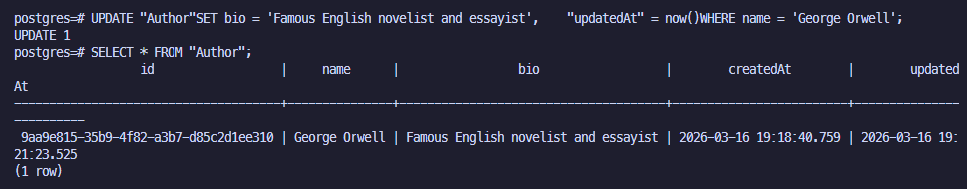 postgres=# UPDATE "Author"SET bio = 'Famous English novelist and essayist',    "updatedAt" = now()WHERE name = 'George Orwell';
UPDATE 1
postgres=# SELECT * FROM "Author";
                  id                  |     name      |                 bio                  |        createdAt        |        updated
At
--------------------------------------+---------------+--------------------------------------+-------------------------+---------------
----------
 9aa9e815-35b9-4f82-a3b7-d85c2d1ee310 | George Orwell | Famous English novelist and essayist | 2026-03-16 19:18:40.759 | 2026-03-16 19:
21:23.525
(1 row)